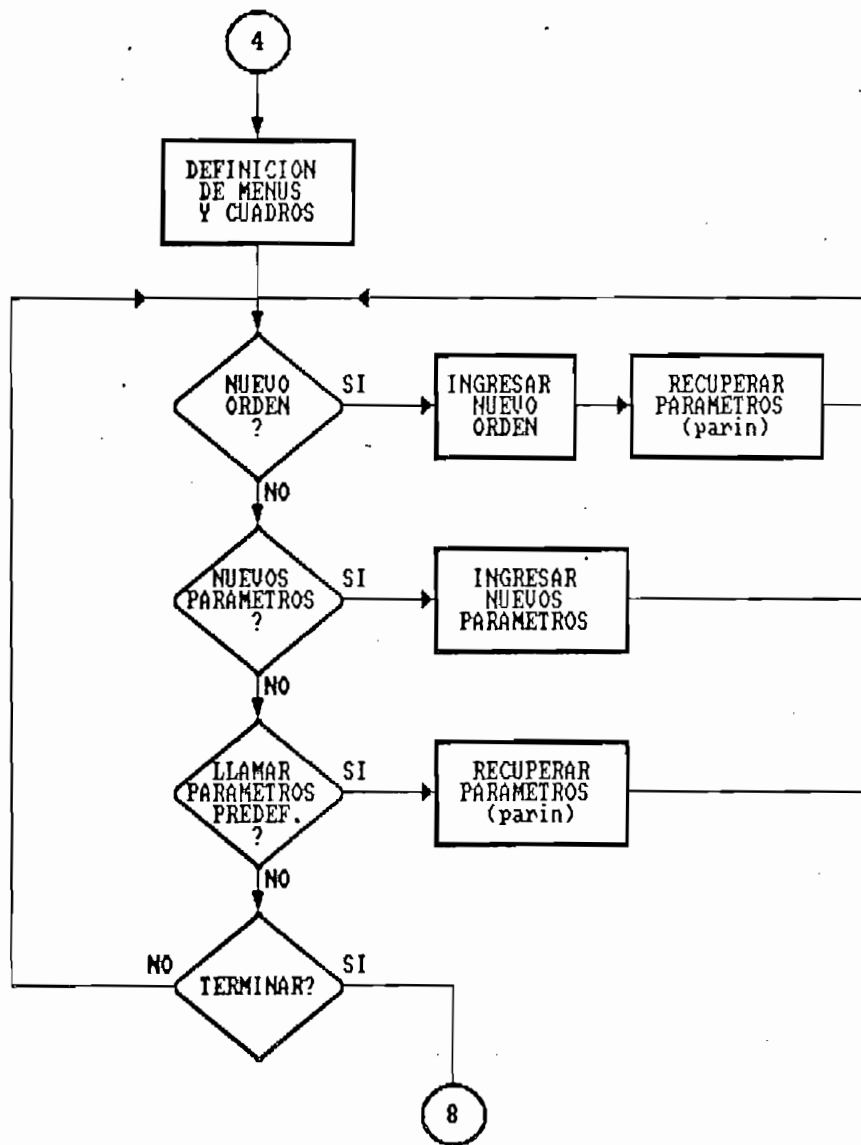 4
DEFINICION
DE MENUS
Y CUADROS
NUEVO
ORDEN
?
SI
INGRESAR
NUEVO
ORDEN
RECUPERAR
PARAMETROS
(parin)
NO
NUEVOS
PARAMETROS
?
SI
INGRESAR
NUEVOS
PARAMETROS
NO
LLAMAR
PARAMETROS
PREDEF.
?
SI
RECUPERAR
PARAMETROS
(parin)
NO
NO
TERMINAR?
SI
8